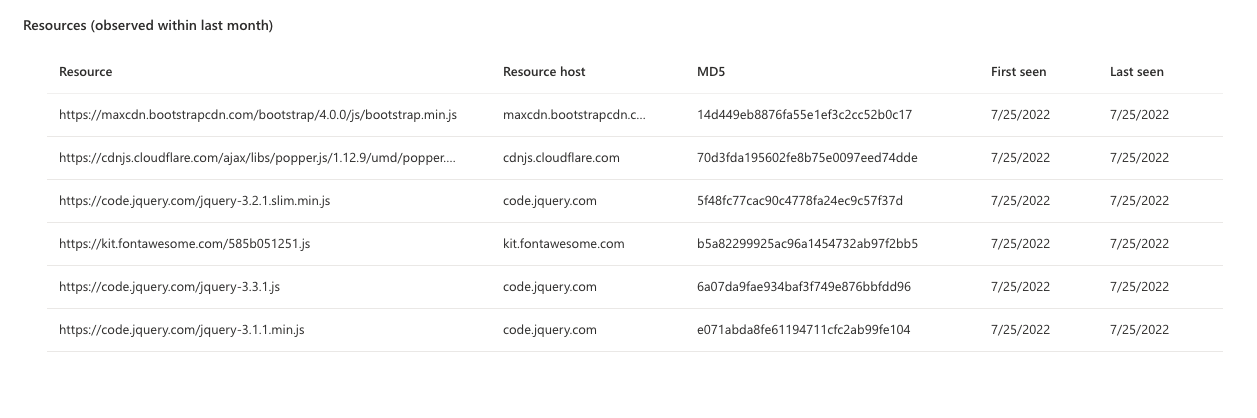 Resources (observed within last month)
Resource Resource host MD5 First seen Last seen
https://maxcdn.bootstrapcdn.com/bootstrap/4.0.0/js/bootstrap.min.js maxcdn.bootstrapcdn.c... 14d449eb8876fa55e1ef3c2cc52b0c17 7/25/2022 7/25/2022
https://cdnjs.cloudflare.com/ajax/libs/popper.js/1.12.9/umd/popper.... cdnjs.cloudflare.com 70d3fda195602fe8b75e0097eed74dde 7/25/2022 7/25/2022
https://code.jquery.com/jquery-3.2.1.slim.min.js code.jquery.com 5f48fc77cac90c4778fa24ec9c57f37d 7/25/2022 7/25/2022
https://kit.fontawesome.com/585b051251.js kit.fontawesome.com b5a82299925ac96a1454732ab97f2bb5 7/25/2022 7/25/2022
https://code.jquery.com/jquery-3.3.1.js code.jquery.com 6a07da9fae934baf3f749e876bbfdd96 7/25/2022 7/25/2022
https://code.jquery.com/jquery-3.1.1.min.js code.jquery.com e071abda8fe61194711cfc2ab99fe104 7/25/2022 7/25/2022